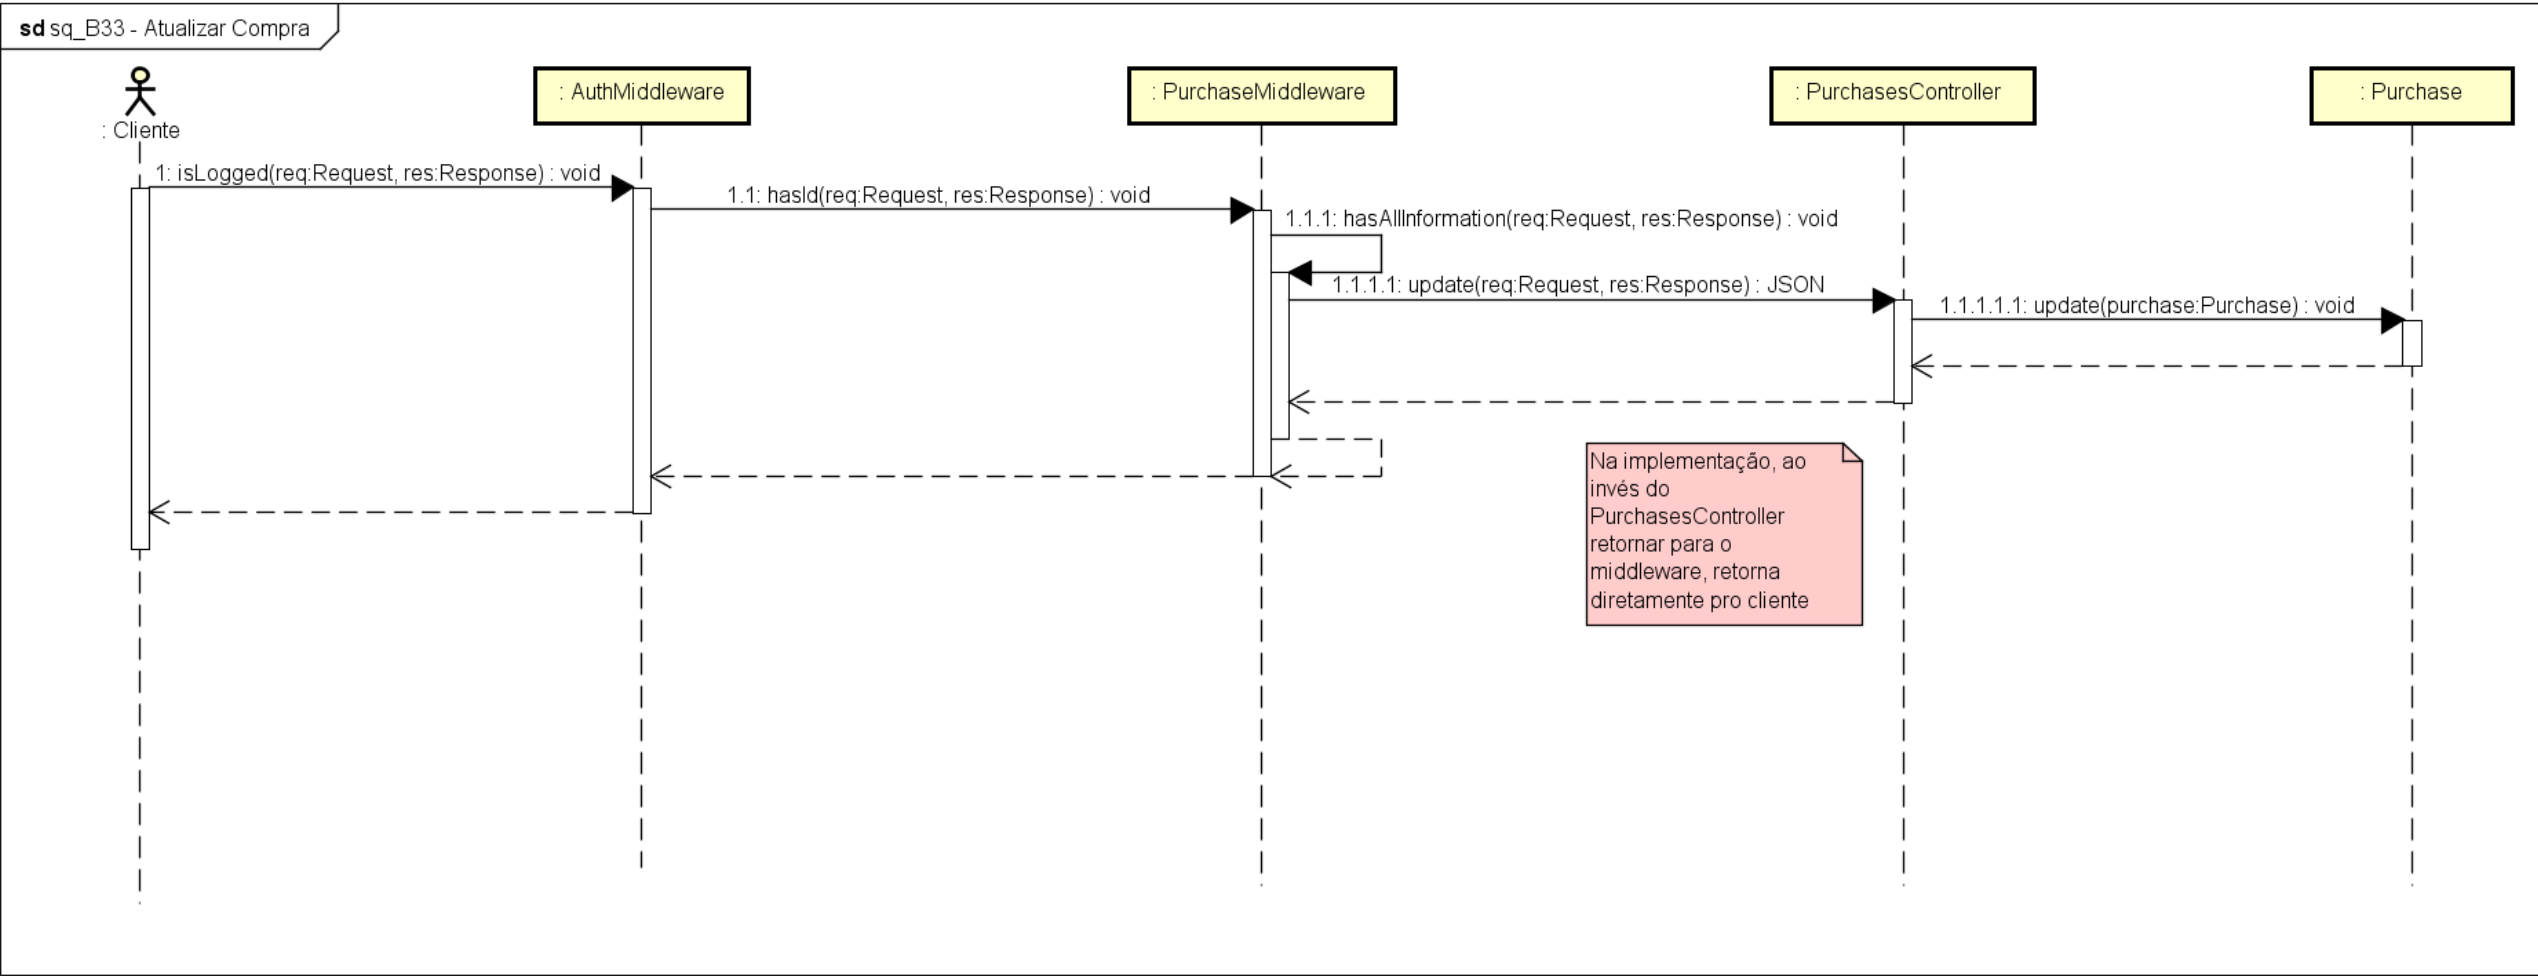 sd sq_B33 - Atualizar Compra
: Cliente
: AuthMiddleware
: PurchaseMiddleware
: PurchasesController
: Purchase
1: isLogged(req:Request, res:Response) : void
1.1: hasId(req:Request, res:Response) : void
1.1.1: hasAllInformation(req:Request, res:Response) : void
1.1.1.1: update(req:Request, res:Response) : JSON
1.1.1.1.1: update(purchase:Purchase) : void
Na implementação, ao
invés do
PurchasesController
retornar para o
middleware, retorna
diretamente pro cliente